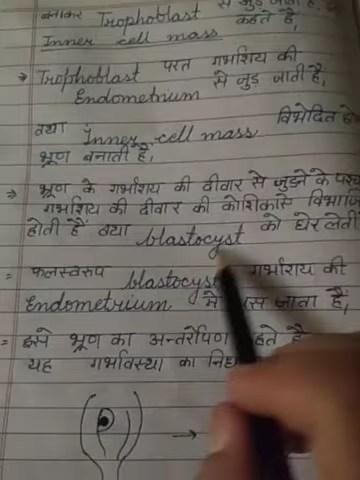 से जुड़ जाती है,
बनाकर Trophoblast कहते हैं,
Inner cell mass
→ Trophoblast परत गर्भाशय की
Endometrium से जुड़ जाती है,
तथा Inner cell mass विभेदित
भ्रूण बनाती है,
⇒ भ्रूण के गर्भाशय की दीवार से जुड़ने के
गर्भाशय की दीवार की कोशिकाएं
होती हैं तथा blastocyst को घेर लेती
= फलस्वरूप blastocyst गर्भाशय की
Endometrium में जाता है,
= इसे भ्रूण का अन्तर्रोपण कहते हैं
यह गर्भावस्था का
→